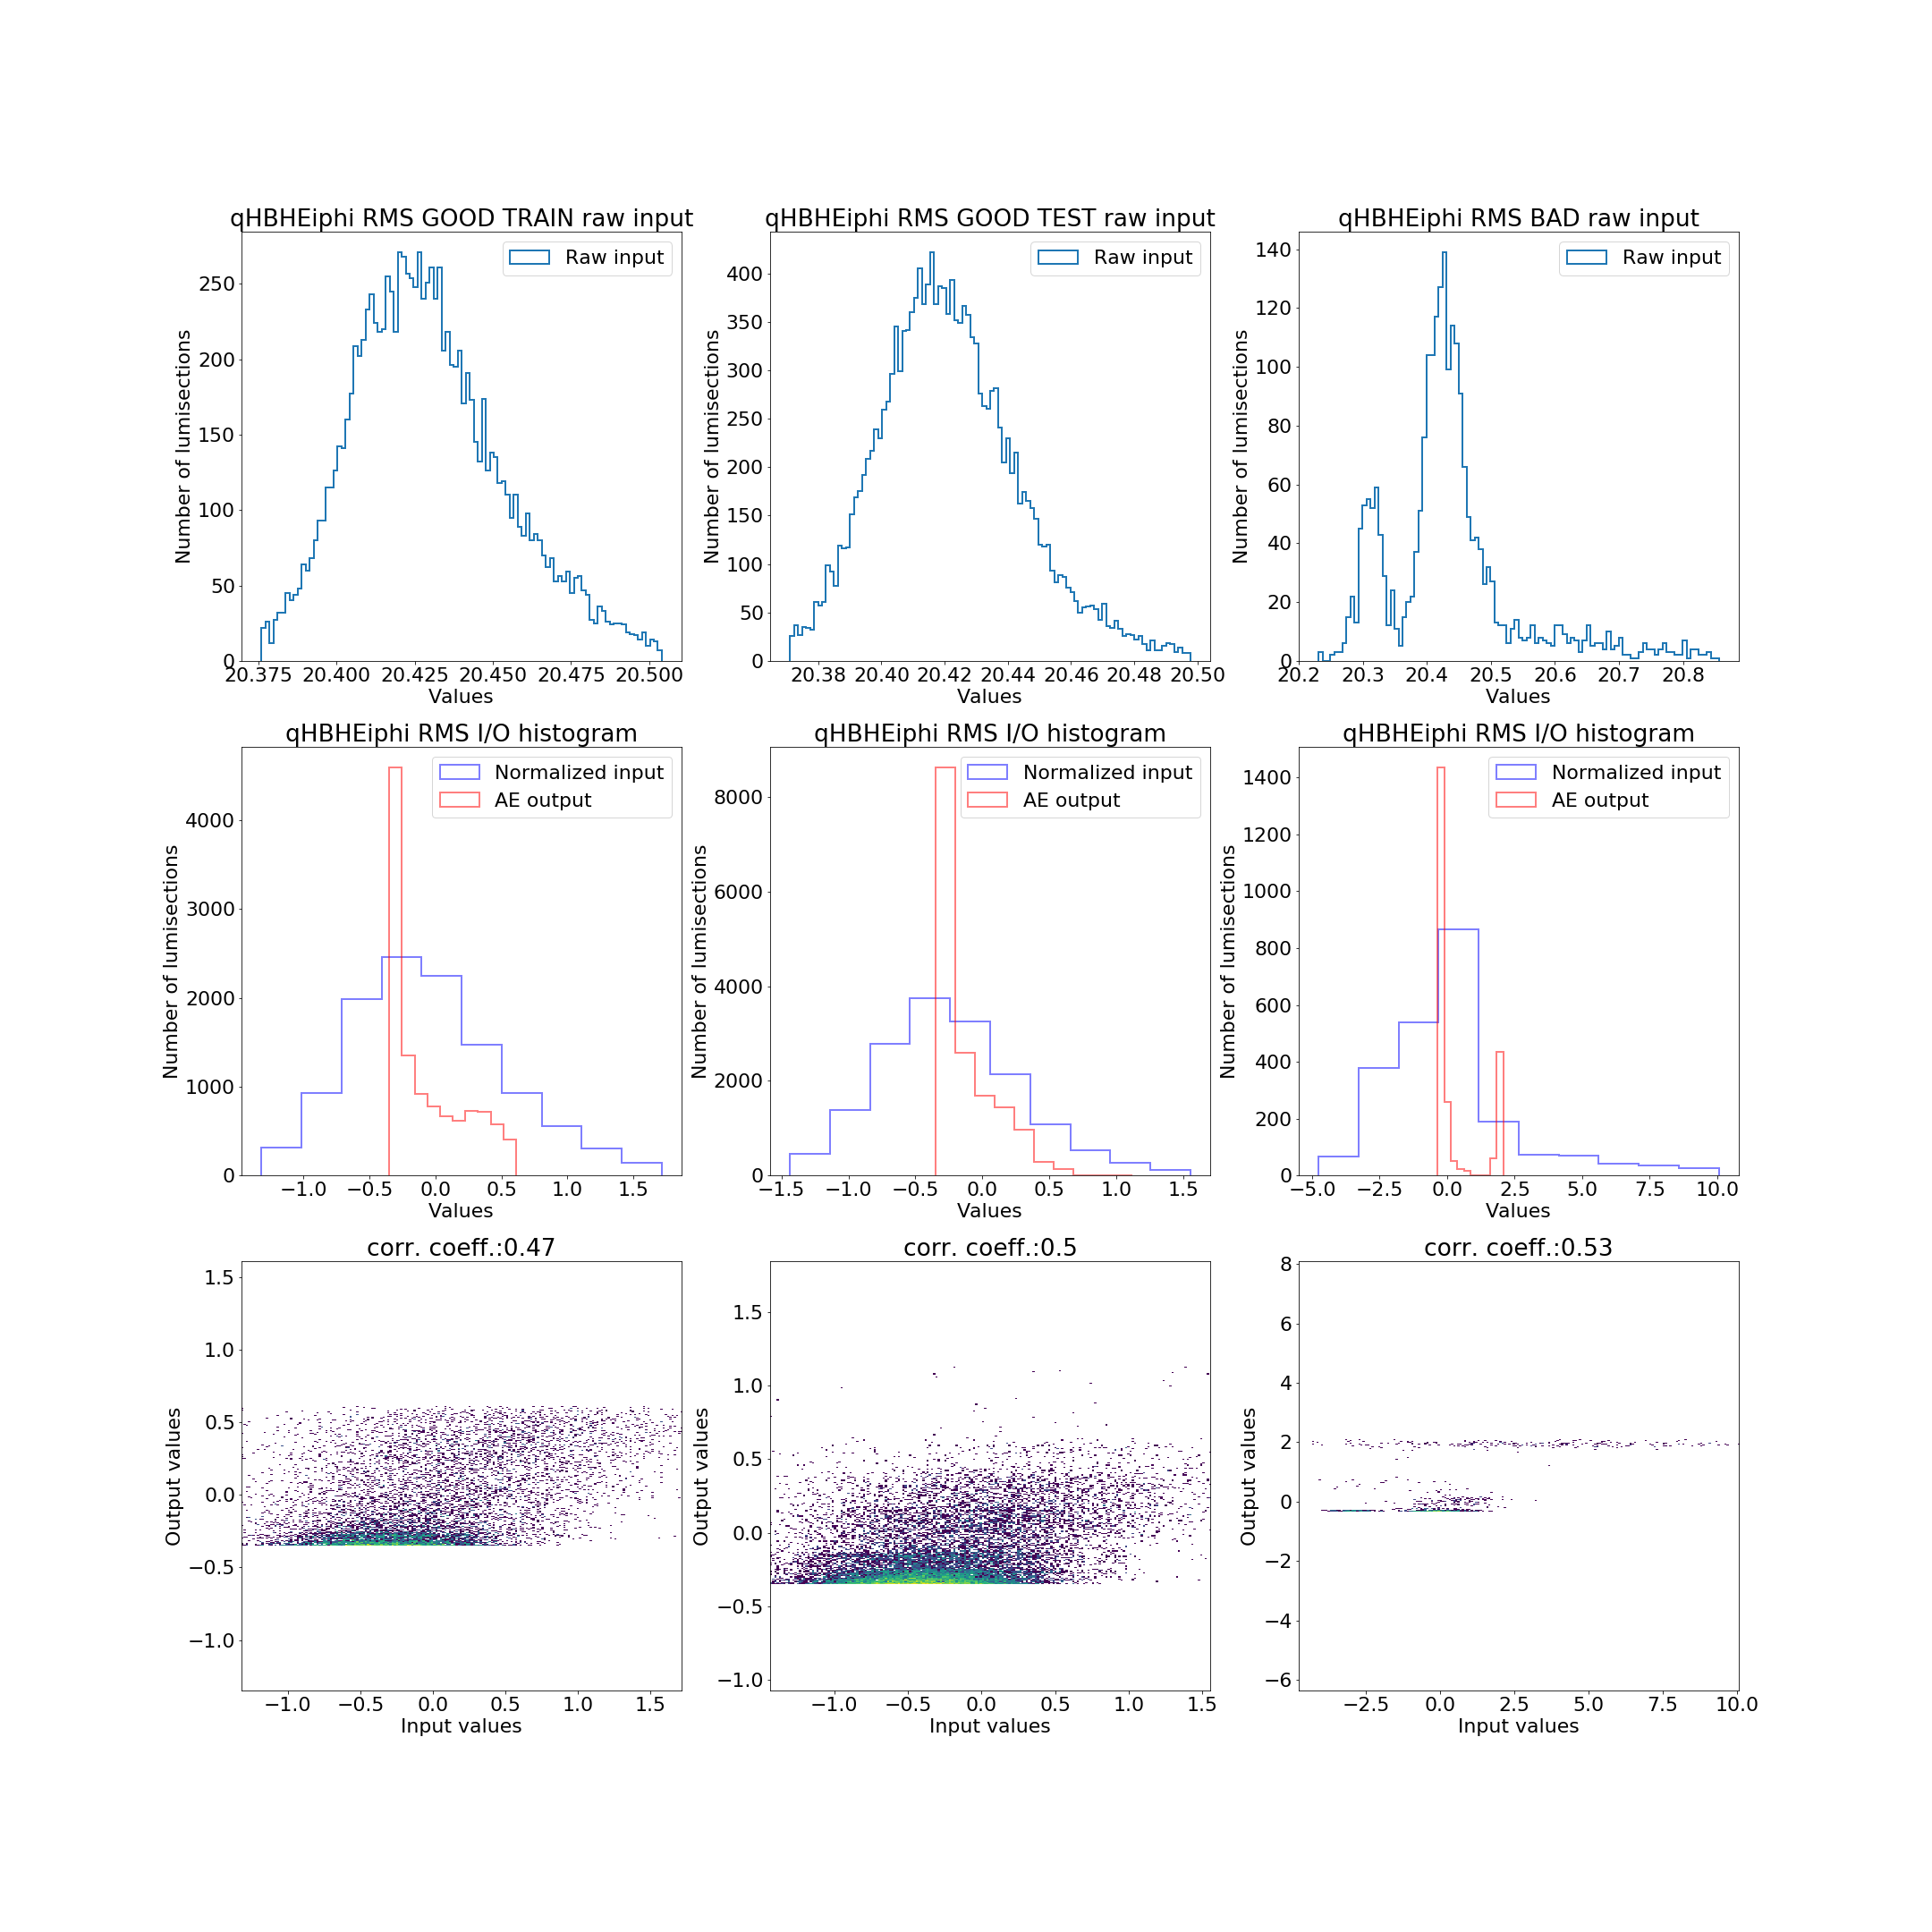 qHBHEiphi RMS GOOD TRAIN raw input
Raw input
Number of lumisections
250
200
150
100
50
0
20.375 20.400 20.425 20.450 20.475 20.500
Values
qHBHEiphi RMS GOOD TEST raw input
Raw input
Number of lumisections
400
350
300
250
200
150
100
50
0
20.38 20.40 20.42 20.44 20.46 20.48 20.50
Values
qHBHEiphi RMS BAD raw input
Raw input
Number of lumisections
140
120
100
80
60
40
20
0
20.2 20.3 20.4 20.5 20.6 20.7 20.8
Values
qHBHEiphi RMS I/O histogram
Normalized input
AE output
Number of lumisections
4000
3000
2000
1000
0
−1.0 −0.5 0.0 0.5 1.0 1.5
Values
qHBHEiphi RMS I/O histogram
Normalized input
AE output
Number of lumisections
8000
6000
4000
2000
0
−1.5 −1.0 −0.5 0.0 0.5 1.0 1.5
Values
qHBHEiphi RMS I/O histogram
Normalized input
AE output
Number of lumisections
1400
1200
1000
800
600
400
200
0
−5.0 −2.5 0.0 2.5 5.0 7.5 10.0
Values
corr. coeff.:0.47
Output values
1.5
1.0
0.5
0.0
−0.5
−1.0
−1.0 −0.5 0.0 0.5 1.0 1.5
Input values
corr. coeff.:0.5
Output values
1.5
1.0
0.5
0.0
−0.5
−1.0
−1.0 −0.5 0.0 0.5 1.0 1.5
Input values
corr. coeff.:0.53
Output values
8
6
4
2
0
−2
−4
−6
−2.5 0.0 2.5 5.0 7.5 10.0
Input values